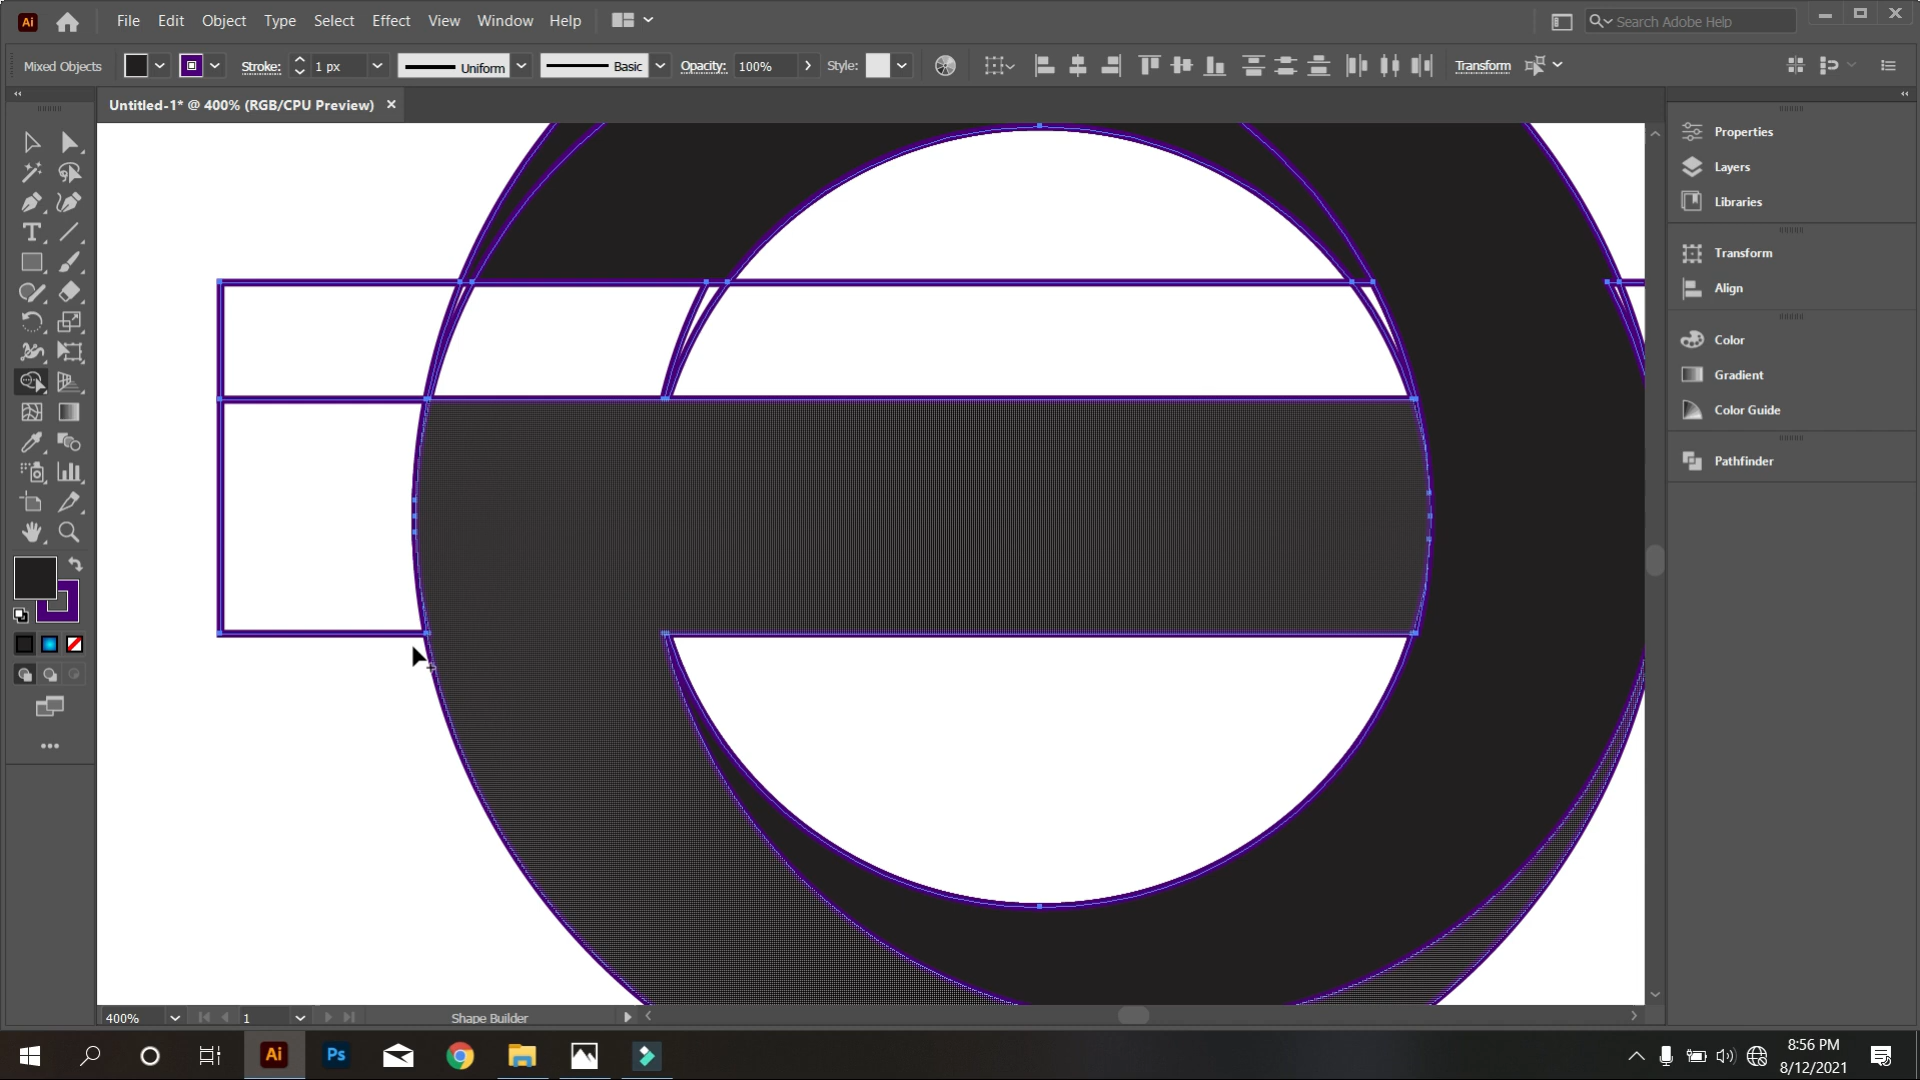 Ai File Edit Object Type Select Effect View Window Help Search Adobe Help
Mixed Objects Stroke: 1 px Uniform Basic Opacity: 100% Style: Transform
Untitled-1* @ 400% (RGB/CPU Preview)
Properties
Layers
Libraries
Transform
Align
Color
Gradient
Color Guide
Pathfinder
400% 1 Shape Builder
Ai Ps 8:56 PM
8/12/2021